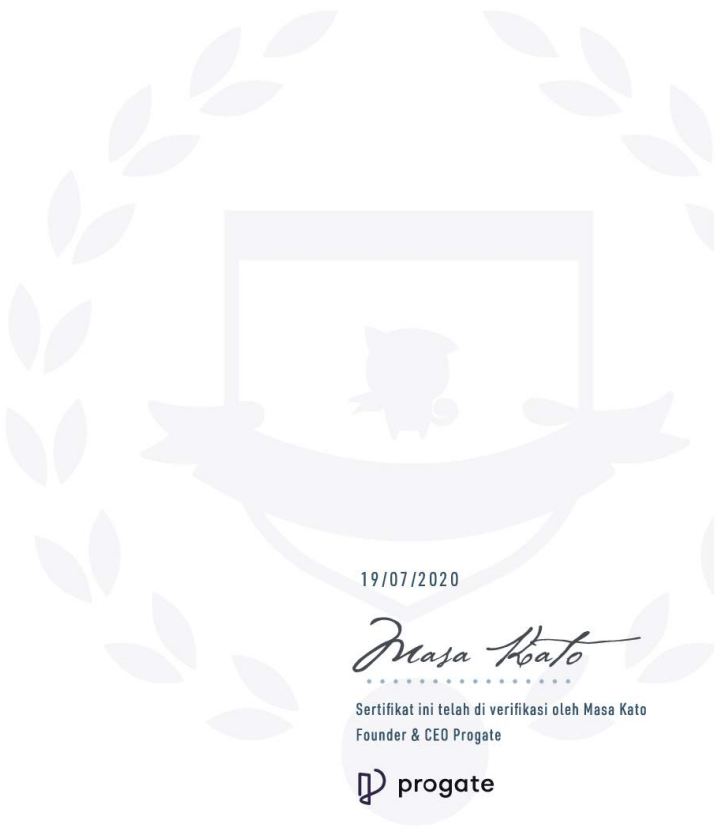 19/07/2020
Masa Kato
Sertifikat ini telah di verifikasi oleh Masa Kato
Founder & CEO Progate
progate